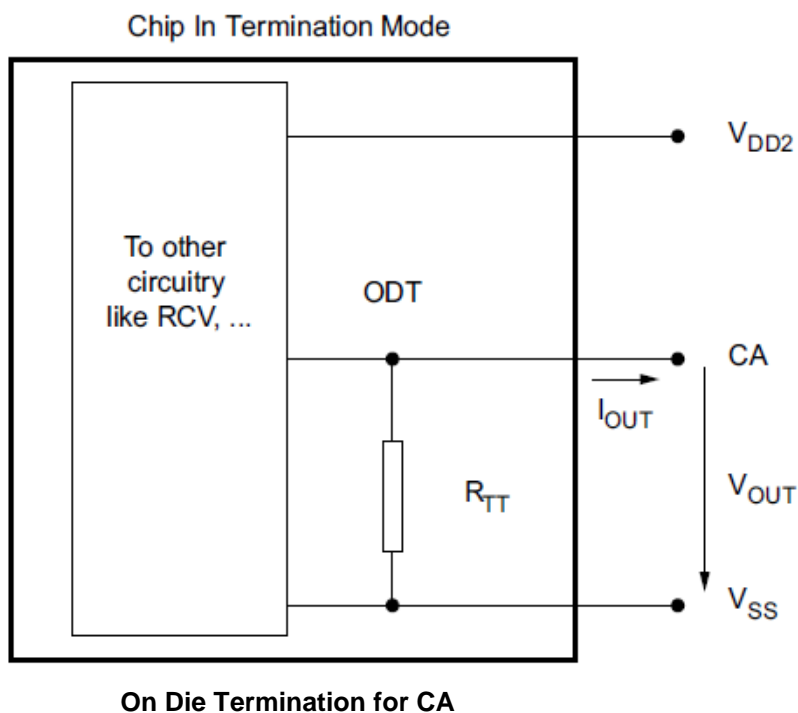 Chip In Termination Mode
VDD2
To other
circuitry
like RCV, ...
ODT
CA
IOUT
RTT
VOUT
VSS
On Die Termination for CA